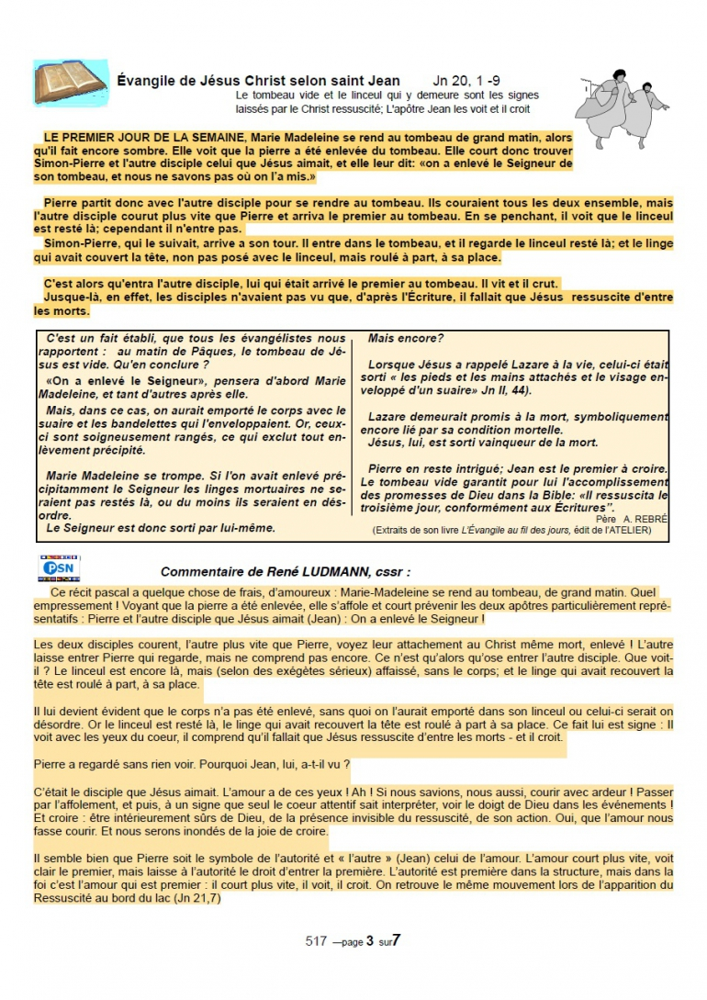 Évangile de Jésus Christ selon saint Jean Jn 20, 1 -9
Le tombeau vide et le linceul qui y demeure sont les signes
laissés par le Christ ressuscité; L'apôtre Jean les voit et il croit
LE PREMIER JOUR DE LA SEMAINE, Marie Madeleine se rend au tombeau de grand matin, alors
qu'il fait encore sombre. Elle voit que la pierre a été enlevée du tombeau. Elle court donc trouver
Simon-Pierre et l'autre disciple celui que Jésus aimait, et elle leur dit: «on a enlevé le Seigneur de
son tombeau, et nous ne savons pas où on l'a mis.»
Pierre partit donc avec l'autre disciple pour se rendre au tombeau. Ils couraient tous les deux ensemble, mais
l'autre disciple courut plus vite que Pierre et arriva le premier au tombeau. En se penchant, il voit que le linceul
est resté là; cependant il n'entre pas.
Simon-Pierre, qui le suivait, arrive a son tour. Il entre dans le tombeau, et il regarde le linceul resté là; et le linge
qui avait couvert la tête, non pas posé avec le linceul, mais roulé à part, à sa place.
C'est alors qu'entra l'autre disciple, lui qui était arrivé le premier au tombeau. Il vit et il crut.
Jusque-là, en effet, les disciples n'avaient pas vu que, d'après l'Écriture, il fallait que Jésus ressuscite d'entre
les morts.
C'est un fait établi, que tous les évangélistes nous
rapportent : au matin de Pâques, le tombeau de Jé-
sus est vide. Qu'en conclure ?
«On a enlevé le Seigneur», pensera d'abord Marie
Madeleine, et tant d'autres après elle.
Mais, dans ce cas, on aurait emporté le corps avec le
suaire et les bandelettes qui l'enveloppaient. Or, ceux-
ci sont soigneusement rangés, ce qui exclut tout en-
lèvement précipité.
Marie Madeleine se trompe. Si l'on avait enlevé pré-
cipitamment le Seigneur les linges mortuaires ne se-
raient pas restés là, ou du moins ils seraient en dés-
ordre.
Le Seigneur est donc sorti par lui-même.
Mais encore?
Lorsque Jésus a rappelé Lazare à la vie, celui-ci était
sorti « les pieds et les mains attachés et le visage en-
veloppé d'un suaire» Jn II, 44).
Lazare demeurait promis à la mort, symboliquement
encore lié par sa condition mortelle.
Jésus, lui, est sorti vainqueur de la mort.
Pierre en reste intrigué; Jean est le premier à croire.
Le tombeau vide garantit pour lui l'accomplissement
des promesses de Dieu dans la Bible: «Il ressuscita le
troisième jour, conformément aux Écritures”.
Père A. REBRÉ
(Extraits de son livre L'Évangile au fil des jours, édit de l'ATELIER)
PSN
Commentaire de René LUDMANN, cssr :
Ce récit pascal a quelque chose de frais, d’amoureux : Marie-Madeleine se rend au tombeau, de grand matin. Quel
empressement ! Voyant que la pierre a été enlevée, elle s’affole et court prévenir les deux apôtres particulièrement repré-
sentatifs : Pierre et l’autre disciple que Jésus aimait (Jean) : On a enlevé le Seigneur !
Les deux disciples courent, l’autre plus vite que Pierre, voyez leur attachement au Christ même mort, enlevé ! L’autre
laisse entrer Pierre qui regarde, mais ne comprend pas encore. Ce n’est qu’alors qu’ose entrer l’autre disciple. Que voit-
il ? Le linceul est encore là, mais (selon des exégètes sérieux) affaissé, sans le corps; et le linge qui avait recouvert la
tête est roulé à part, à sa place.
Il lui devient évident que le corps n’a pas été enlevé, sans quoi on l’aurait emporté dans son linceul ou celui-ci serait on
désordre. Or le linceul est resté là, le linge qui avait recouvert la tête est roulé à part à sa place. Ce fait lui est signe : Il
voit avec les yeux du coeur, il comprend qu’il fallait que Jésus ressuscite d’entre les morts - et il croit.
Pierre a regardé sans rien voir. Pourquoi Jean, lui, a-t-il vu ?
C’était le disciple que Jésus aimait. L’amour a de ces yeux ! Ah ! Si nous savions, nous aussi, courir avec ardeur ! Passer
par l’affolement, et puis, à un signe que seul le coeur attentif sait interpréter, voir le doigt de Dieu dans les événements !
Et croire : être intérieurement sûrs de Dieu, de la présence invisible du ressuscité, de son action. Oui, que l’amour nous
fasse courir. Et nous serons inondés de la joie de croire.
Il semble bien que Pierre soit le symbole de l’autorité et « l’autre » (Jean) celui de l’amour. L’amour court plus vite, voit
clair le premier, mais laisse à l’autorité le droit d’entrer la première. L’autorité est première dans la structure, mais dans la
foi c’est l’amour qui est premier : il court plus vite, il voit, il croit. On retrouve le même mouvement lors de l’apparition du
Ressuscité au bord du lac (Jn 21,7)
517 —page 3 sur7